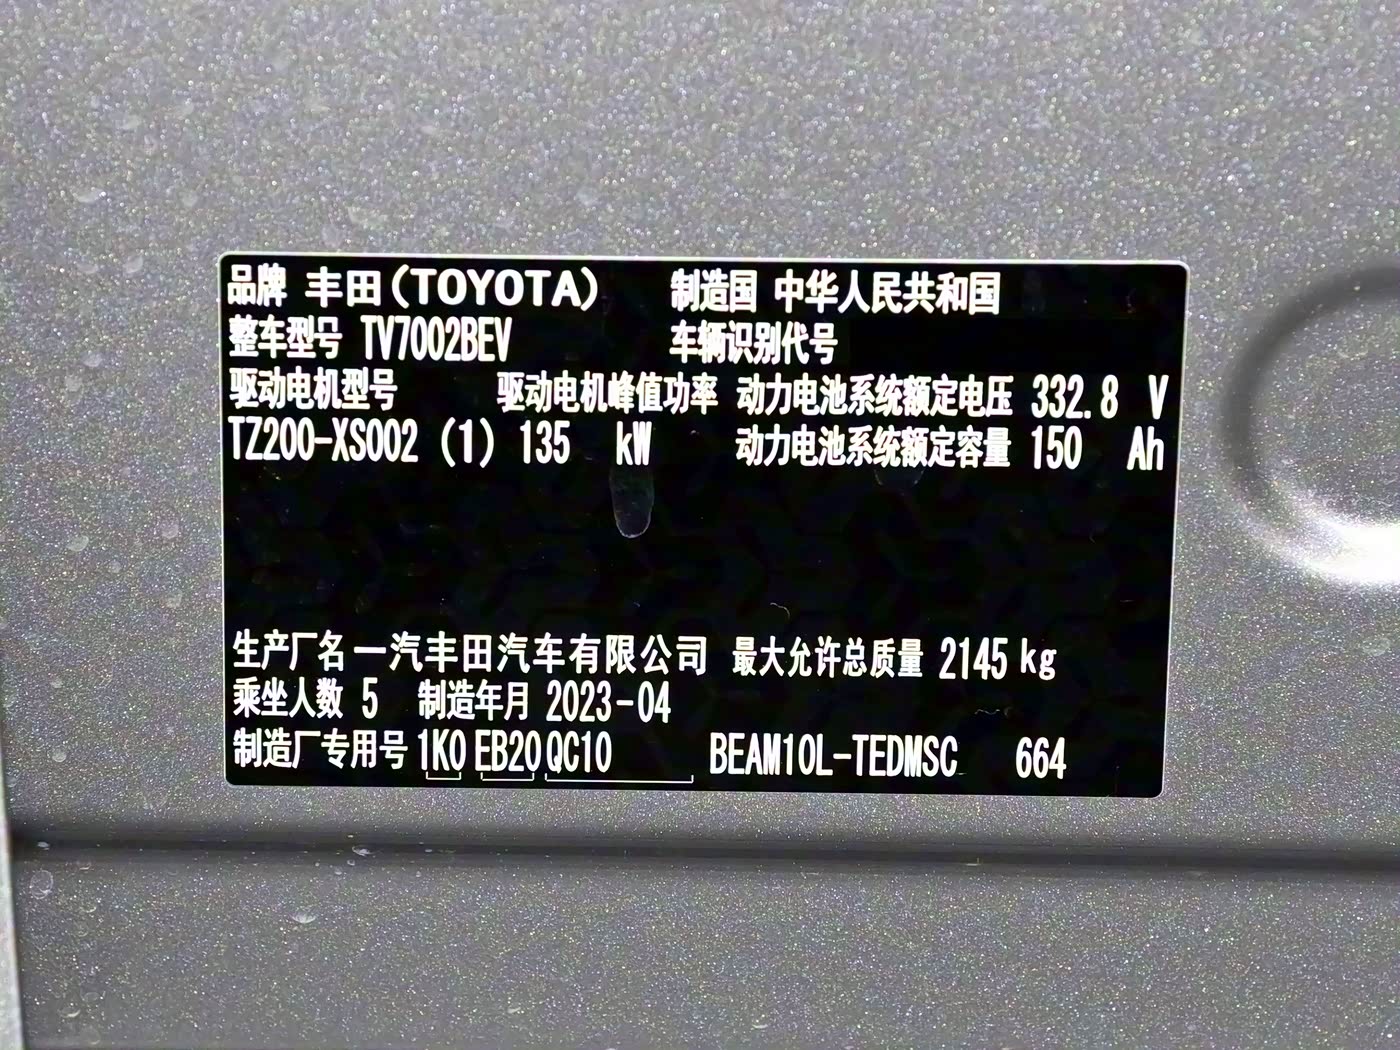 品牌 丰田(TOYOTA) 制造国 中华人民共和国
整车型号 TV7002BEV 车辆识别代号
驱动电机型号 驱动电机峰值功率 动力电池系统额定电压 332.8 V
TZ200-XS002 (1) 135 kW 动力电池系统额定容量 150 Ah
生产厂名 一汽丰田汽车有限公司 最大允许总质量 2145 kg
乘坐人数 5 制造年月 2023-04
制造厂专用号 1K0 EB20 QC10 BEAM10L-TEDMSC 664